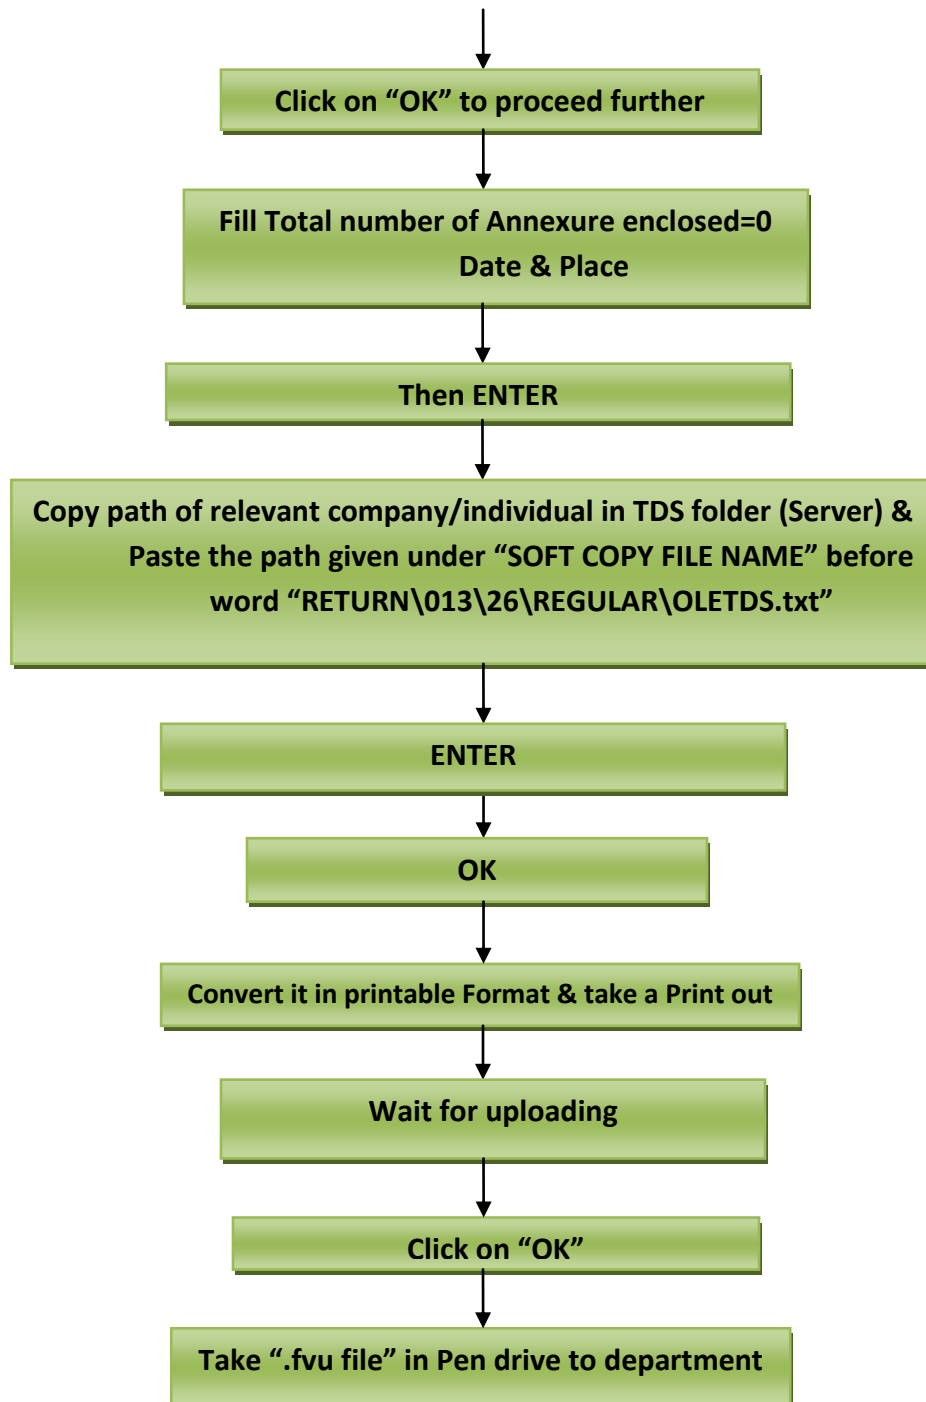 Click on “OK” to proceed further
Fill Total number of Annexure enclosed=0
Date & Place
Then ENTER
Copy path of relevant company/individual in TDS folder (Server) &
Paste the path given under “SOFT COPY FILE NAME” before
word “RETURN\013\26\REGULAR\OLETDS.txt”
ENTER
OK
Convert it in printable Format & take a Print out
Wait for uploading
Click on “OK”
Take “.fvu file” in Pen drive to department